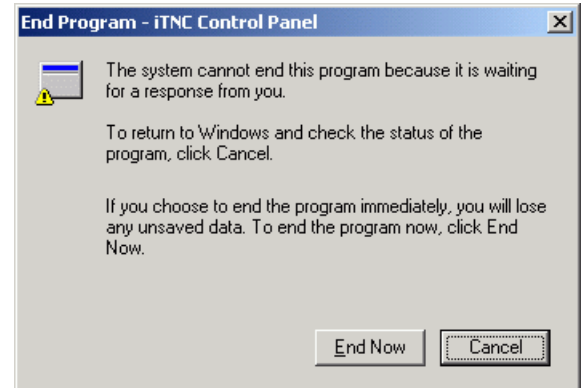 End Program - iTNC Control Panel
The system cannot end this program because it is waiting
for a response from you.
To return to Windows and check the status of the
program, click Cancel.
If you choose to end the program immediately, you will lose
any unsaved data. To end the program now, click End
Now.
End Now
Cancel